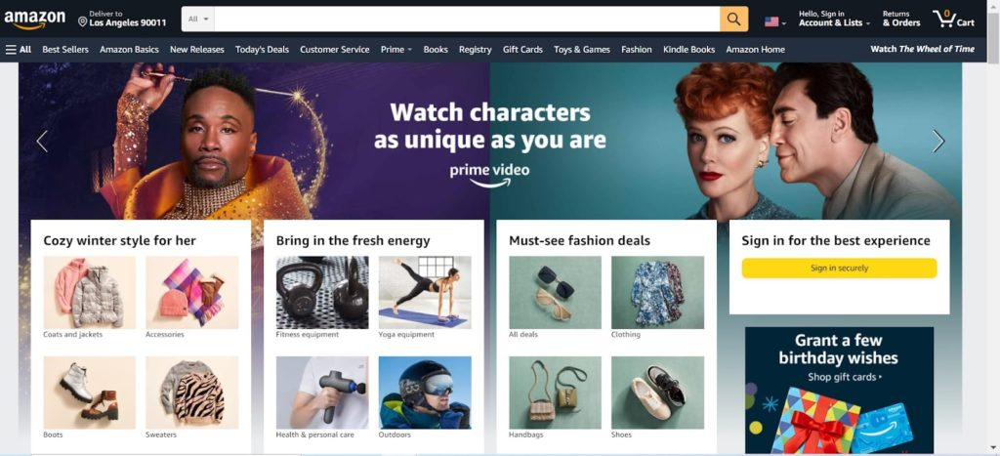 amazon
Deliver to
Los Angeles 90011
All
Hello, Sign in
Account & Lists
Returns
& Orders
0
Cart
All
Best Sellers
Amazon Basics
New Releases
Today's Deals
Customer Service
Prime
Books
Registry
Gift Cards
Toys & Games
Fashion
Kindle Books
Amazon Home
Watch The Wheel of Time
Watch characters
as unique as you are
prime video
Cozy winter style for her
Coats and jackets
Accessories
Boots
Sweaters
Bring in the fresh energy
Fitness equipment
Yoga equipment
Health & personal care
Outdoors
Must-see fashion deals
All deals
Clothing
Handbags
Shoes
Sign in for the best experience
Sign in securely
Grant a few
birthday wishes
Shop gift cards
amazon